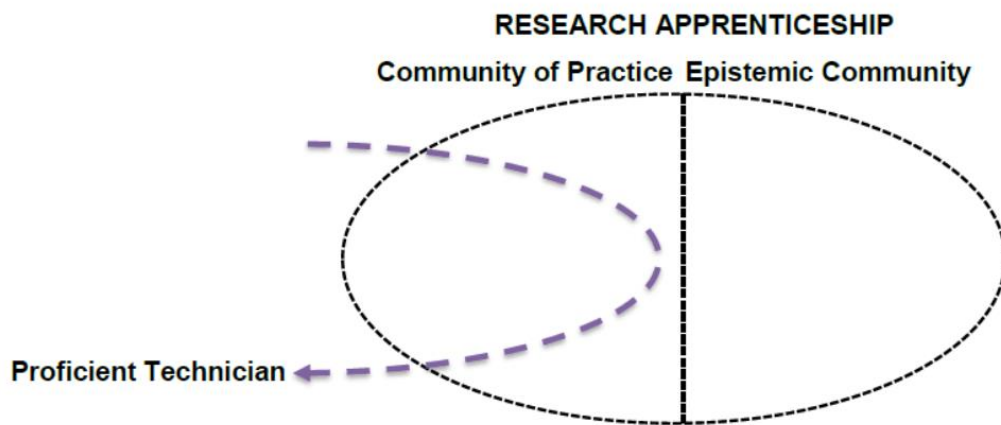 RESEARCH APPRENTICESHIP
Community of Practice Epistemic Community
Proficient Technician